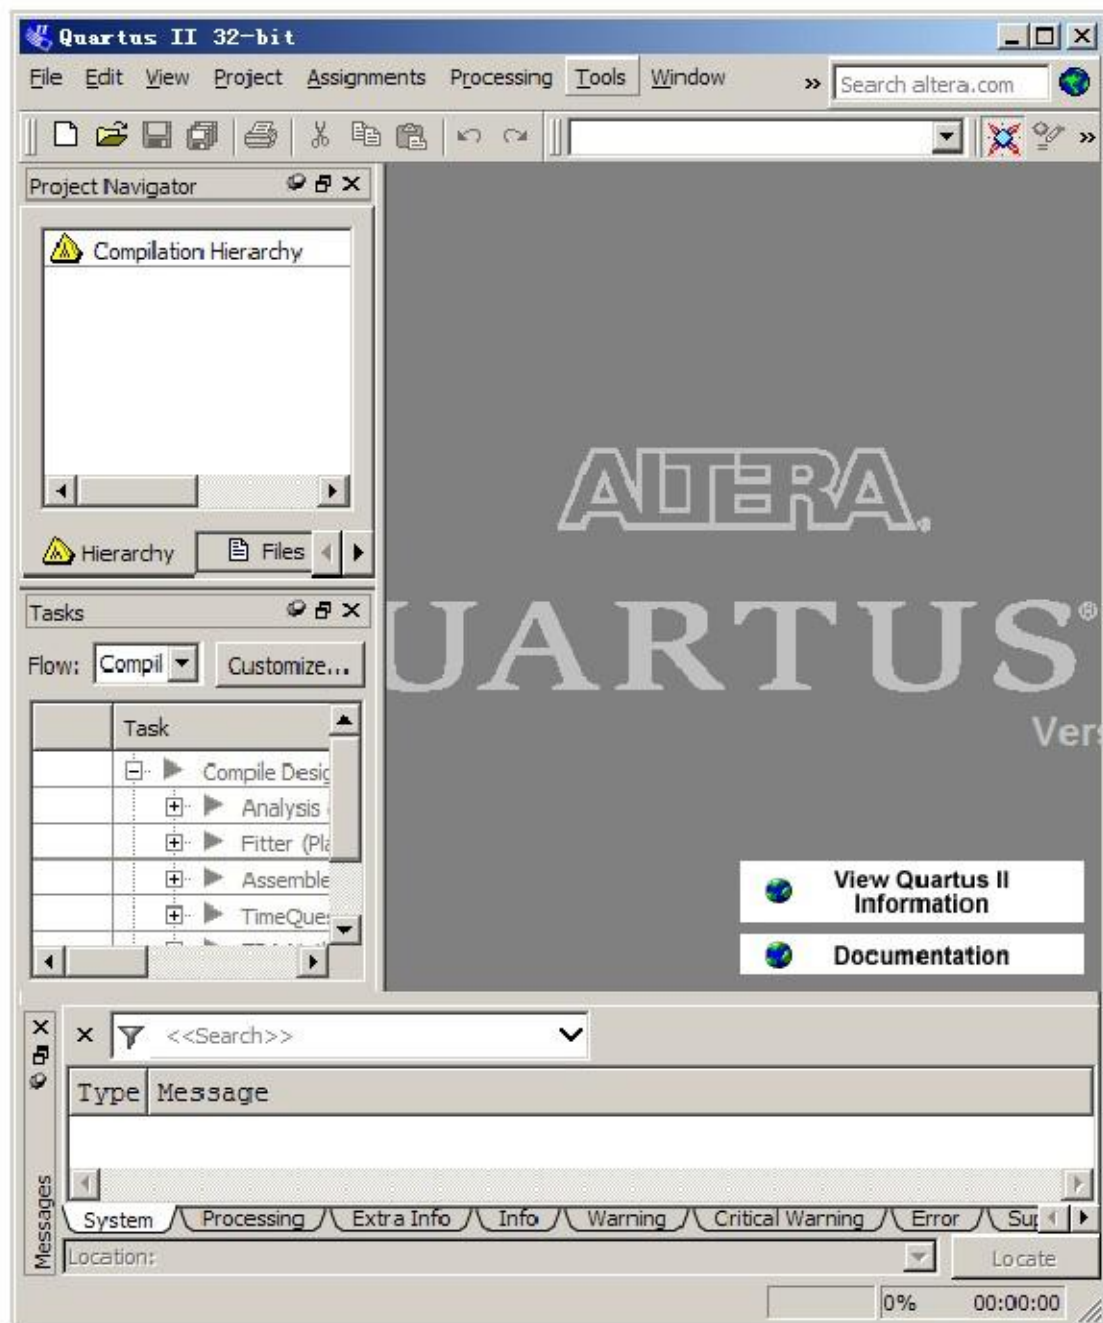 Quartus II 32-bit
File Edit View Project Assignments Processing Tools Window » Search altera.com
»
Project Navigator
Compilation Hierarchy
Hierarchy Files
Tasks
Flow: Compil Customize...
Task
Compile Desig
Analysis
Fitter (Pla
Assemble
TimeQues
ALTERA®
UARTUS®
Vers
View Quartus II
Information
Documentation
<<Search>>
Type Message
System Processing Extra Info Info Warning Critical Warning Error Sup
Messages
Location: Locate
0% 00:00:00